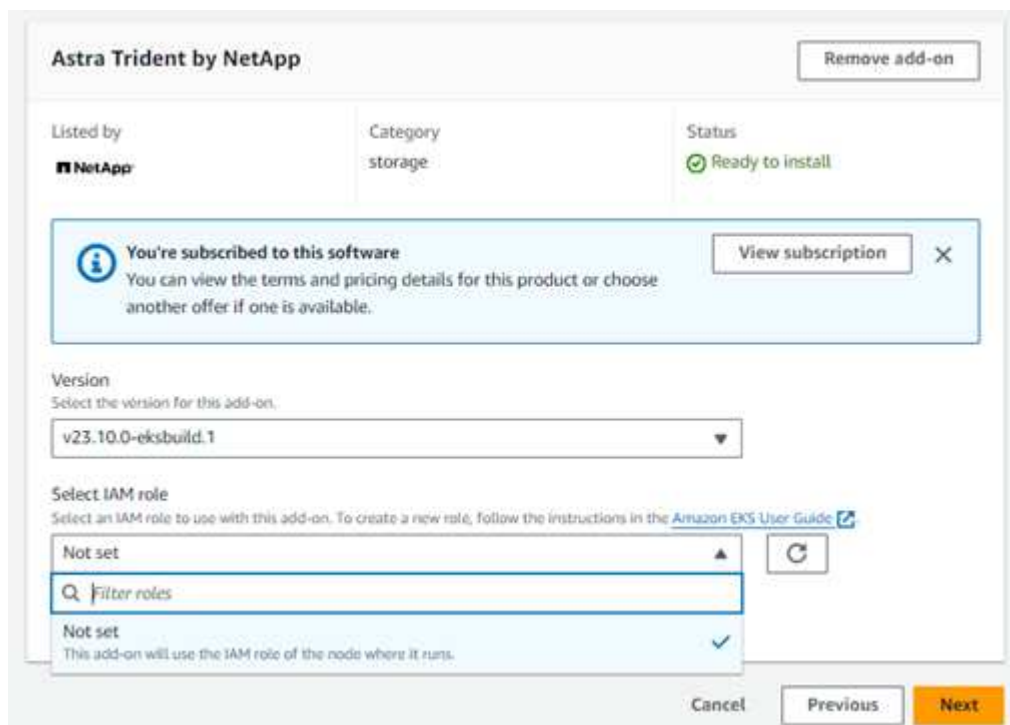 Astra Trident by NetApp
Remove add-on
Listed by
Category
Status
NetApp
storage
Ready to install
You're subscribed to this software
View subscription
You can view the terms and pricing details for this product or choose
another offer if one is available.
Version
Select the version for this add-on.
v23.10.0-eksbuild.1
Select IAM role
Select an IAM role to use with this add-on. To create a new role, follow the instructions in the Amazon EKS User Guide.
Not set
Filter roles
Not set
This add-on will use the IAM role of the node where it runs.
Cancel
Previous
Next